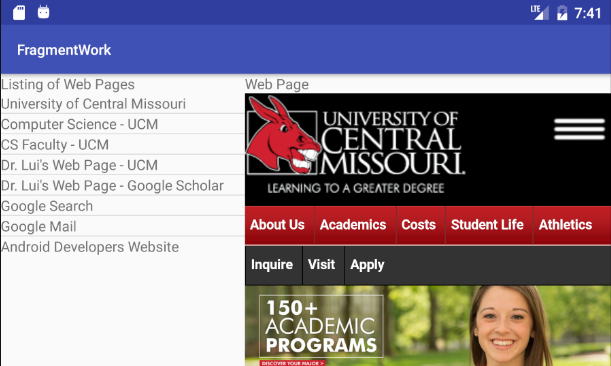 LTE 7:41
FragmentWork
Listing of Web Pages
University of Central Missouri
Computer Science - UCM
CS Faculty - UCM
Dr. Lui's Web Page - UCM
Dr. Lui's Web Page - Google Scholar
Google Search
Google Mail
Android Developers Website
Web Page
UNIVERSITY OF
CENTRAL
MISSOURI.
LEARNING TO A GREATER DEGREE
About Us Academics Costs Student Life Athletics
Inquire Visit Apply
150+
ACADEMIC
PROGRAMS
DISCOVER YOUR MAJOR >